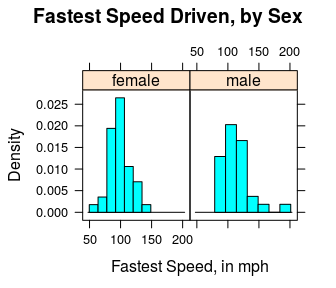 Fastest Speed Driven, by Sex
50 100 150 200
female male
0.025
0.020
0.015
0.010
0.005
0.000
Density
50 100 150 200
Fastest Speed, in mph